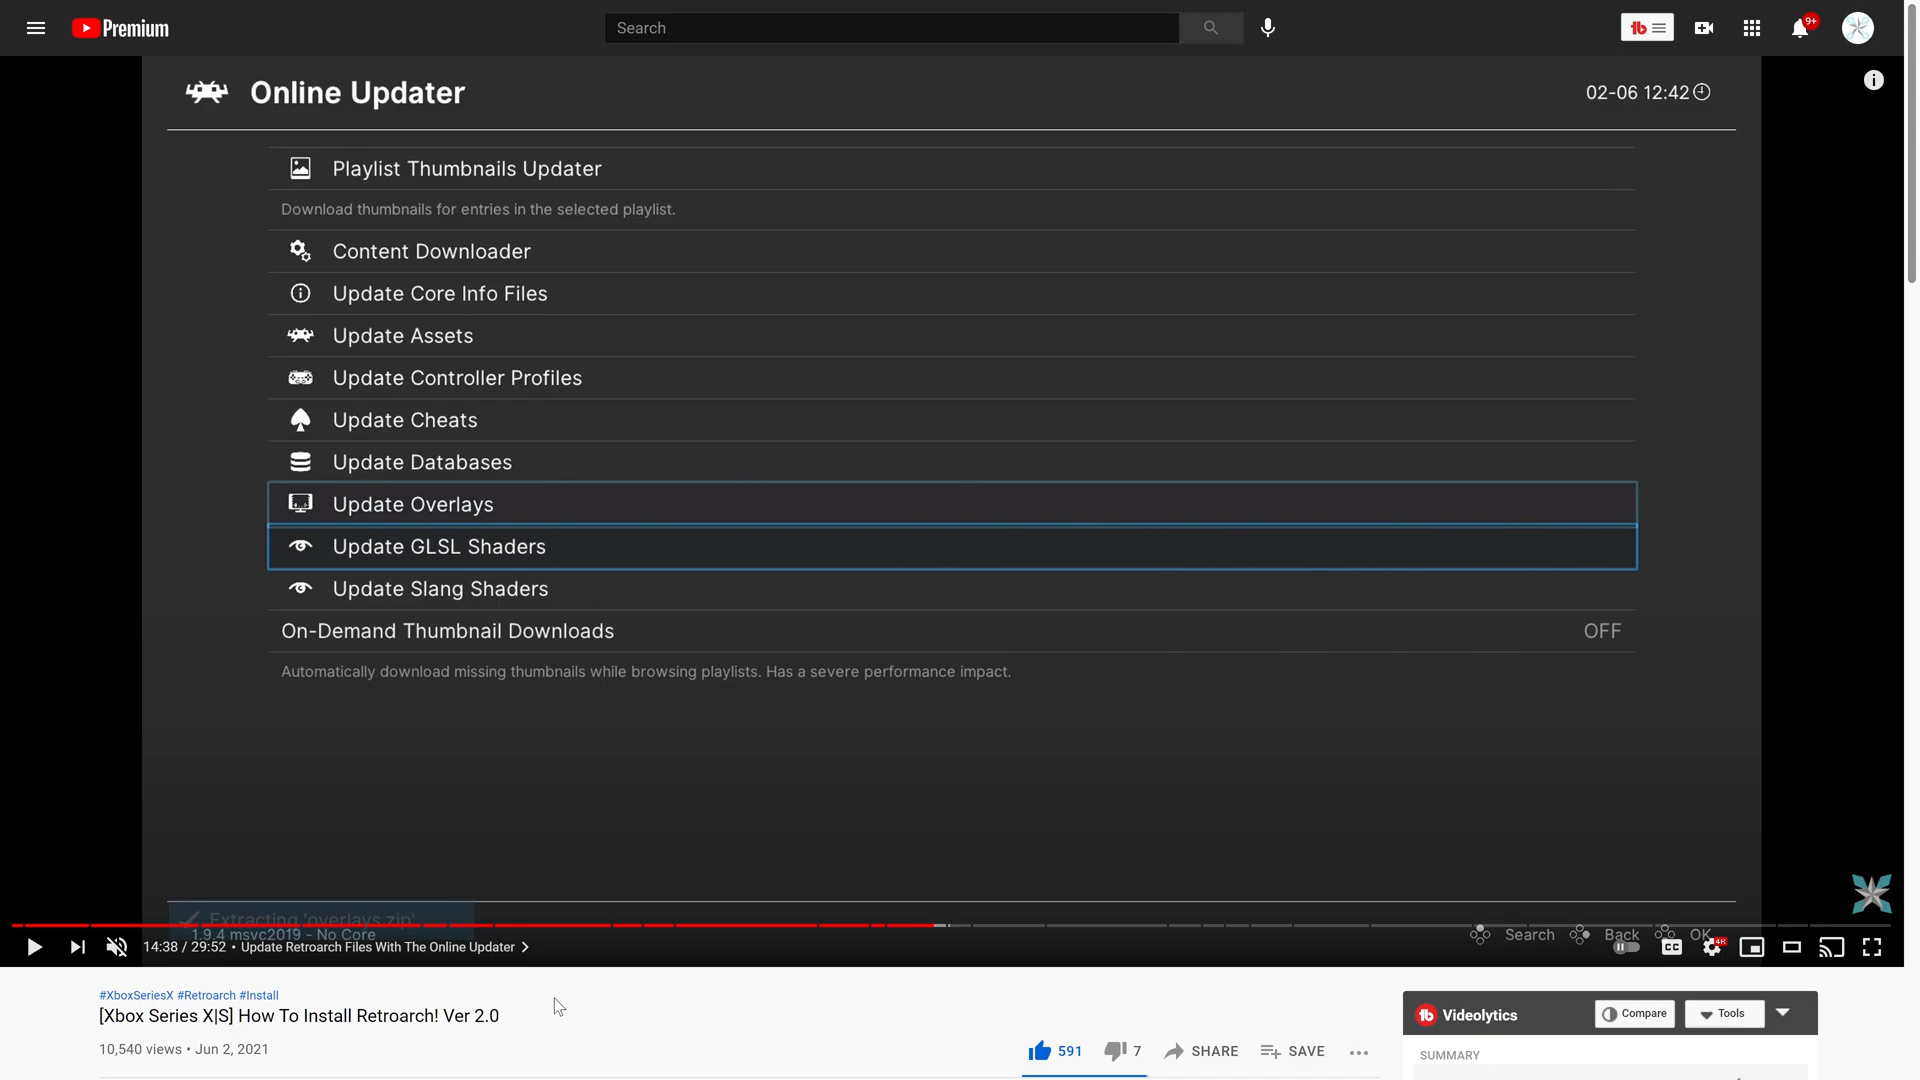 Premium
Search
9+
Online Updater
02-06 12:42
Playlist Thumbnails Updater
Download thumbnails for entries in the selected playlist.
Content Downloader
Update Core Info Files
Update Assets
Update Controller Profiles
Update Cheats
Update Databases
Update Overlays
Update GLSL Shaders
Update Slang Shaders
On-Demand Thumbnail Downloads OFF
Automatically download missing thumbnails while browsing playlists. Has a severe performance impact.
Extracting 'overlays.zip'
1.9.4 msvc2019 - No Core
Search Back OK
14:38 / 29:52 • Update Retroarch Files With The Online Updater
CC 4K
#XboxSeriesX #Retroarch #Install
[Xbox Series X|S] How To Install Retroarch! Ver 2.0
10,540 views • Jun 2, 2021
591 7 SHARE SAVE
Videolytics Compare Tools
SUMMARY